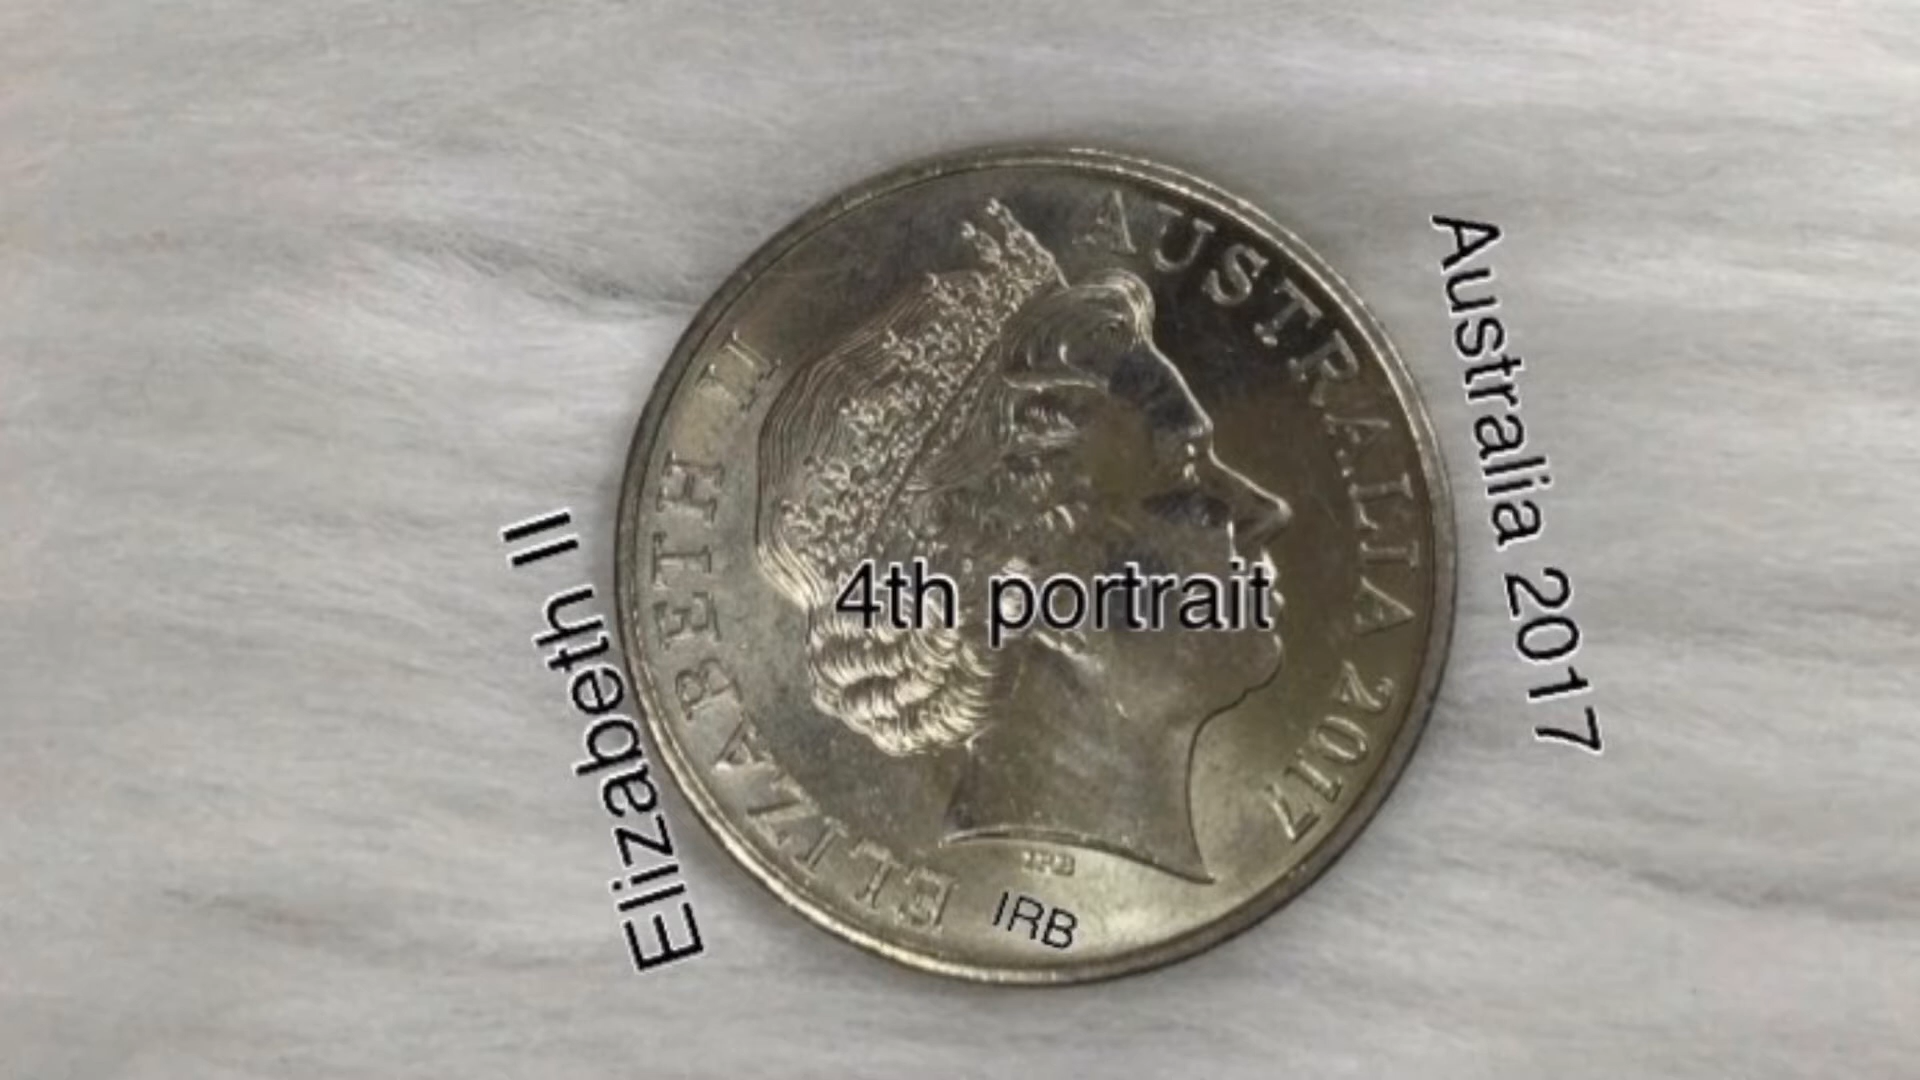 ELIZABETH II
AUSTRALIA 2017
IRB
Elizabeth II
Australia 2017
4th portrait
IRB